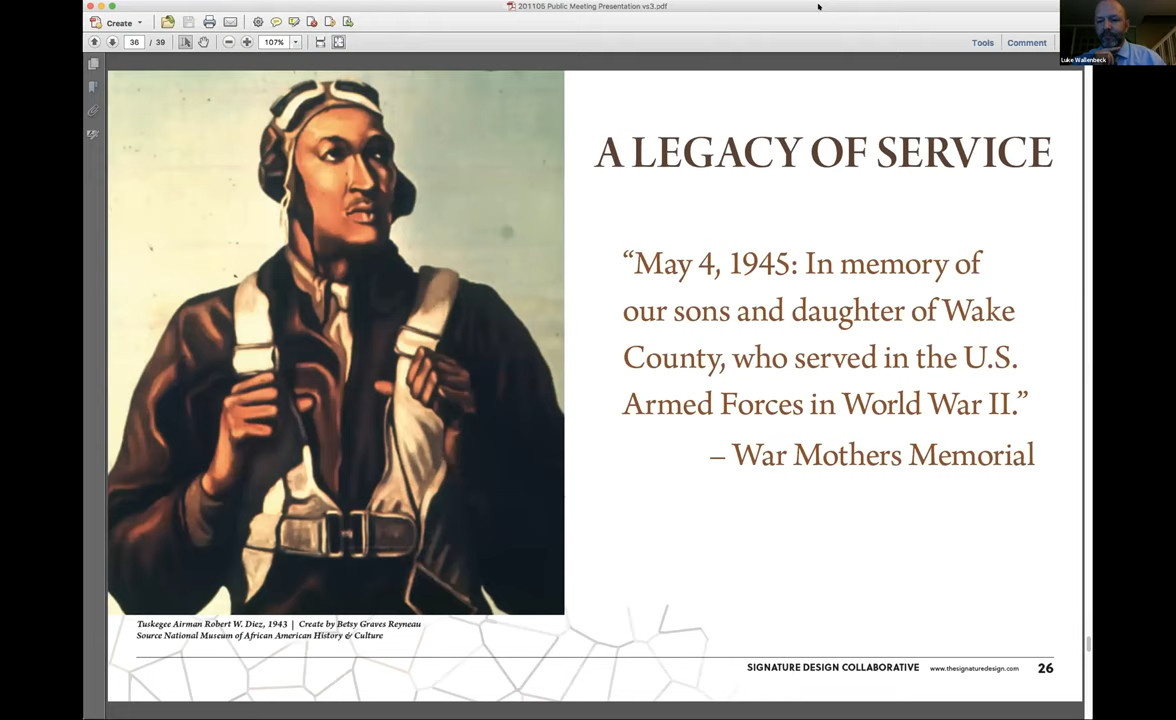 201105 Public Meeting Presentation vs3.pdf
Create
36 / 39
107%
Tools
Comment
Luke Wallenbeck
A LEGACY OF SERVICE
“May 4, 1945: In memory of
our sons and daughter of Wake
County, who served in the U.S.
Armed Forces in World War II.”
– War Mothers Memorial
Tuskegee Airman Robert W. Diez, 1943 | Create by Betsy Graves Reyneau
Source National Museum of African American History & Culture
SIGNATURE DESIGN COLLABORATIVE www.thesignaturedesign.com 26